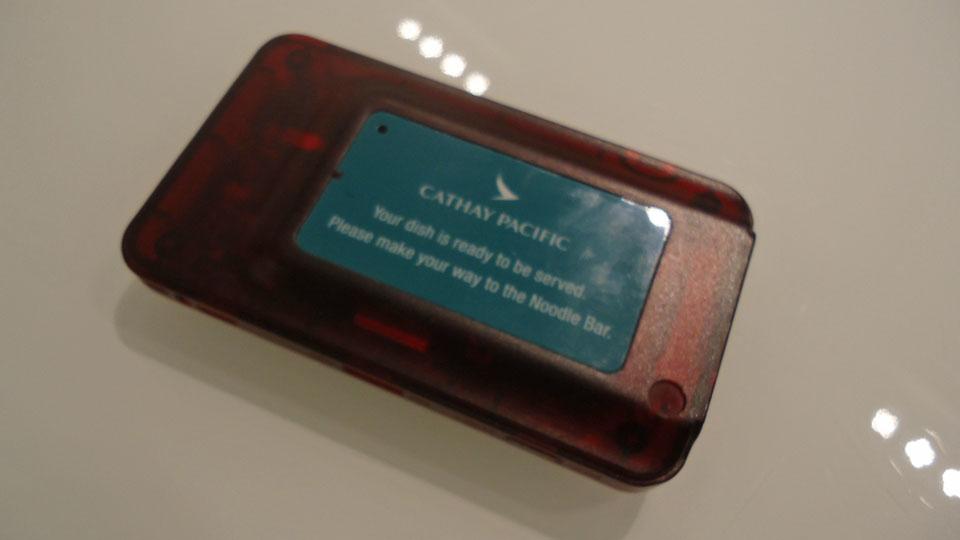 CATHAY PACIFIC
Your dish is ready to be served.
Please make your way to the Noodle Bar.